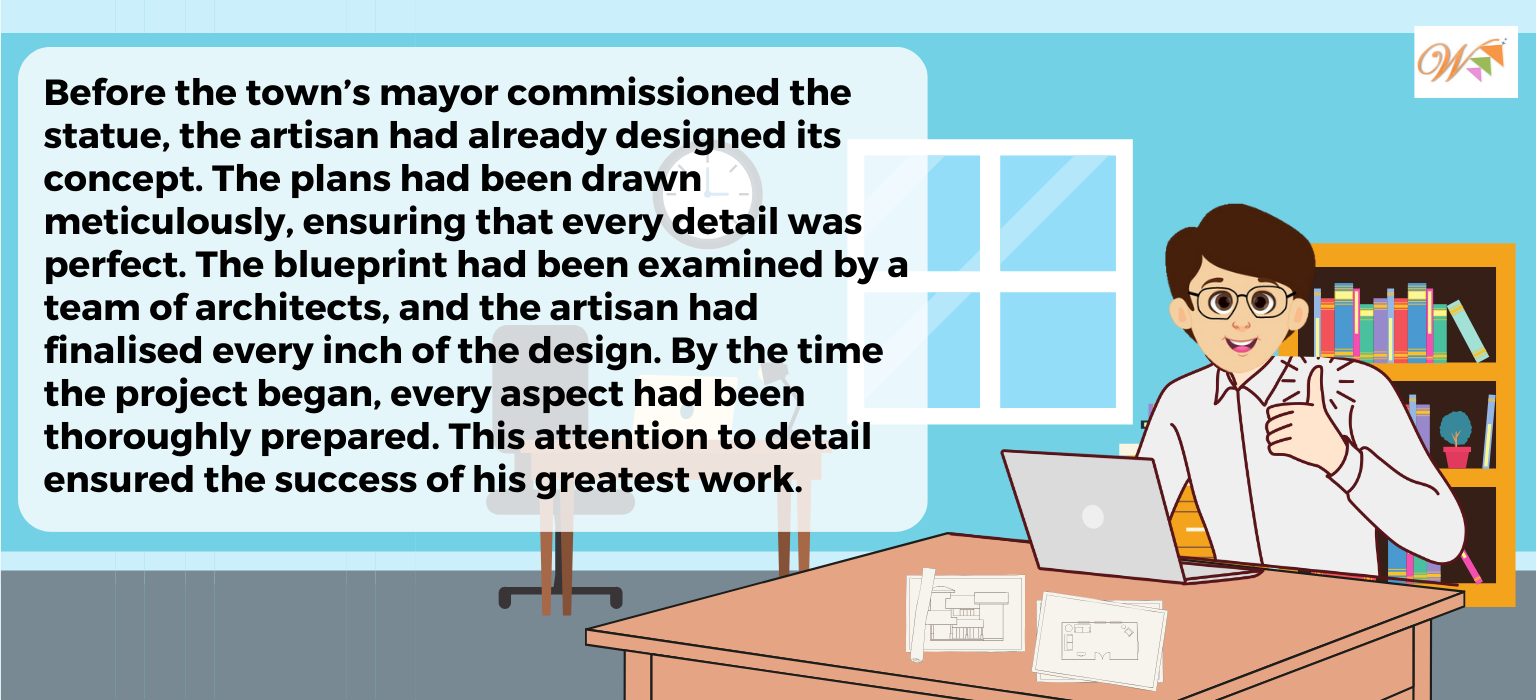 Before the town’s mayor commissioned the
statue, the artisan had already designed its
concept. The plans had been drawn
meticulously, ensuring that every detail was
perfect. The blueprint had been examined by a
team of architects, and the artisan had
finalised every inch of the design. By the time
the project began, every aspect had been
thoroughly prepared. This attention to detail
ensured the success of his greatest work.
W